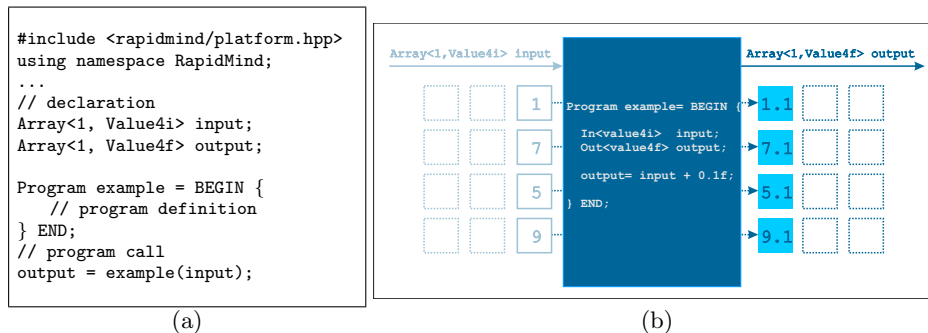 #include <rapidmind/platform.hpp>
using namespace RapidMind;
...
// declaration
Array<1, Value4i> input;
Array<1, Value4f> output;
Program example = BEGIN {
// program definition
} END;
// program call
output = example(input);
(a)
Array<1,Value4i> input
Array<1,Value4f> output
1
7
5
9
Program example= BEGIN {
In<value4i> input;
Out<value4f> output;
output= input + 0.1f;
} END;
1.1
7.1
5.1
9.1
(b)